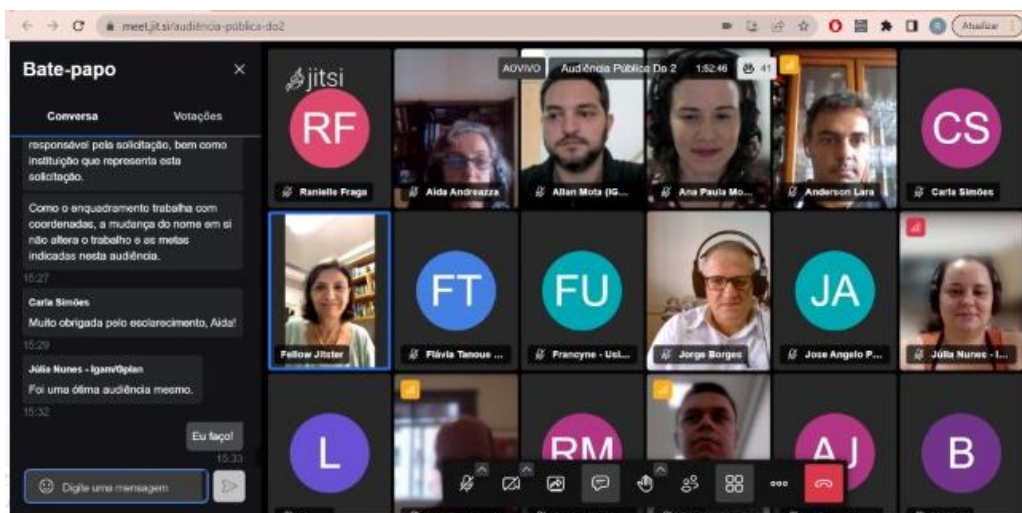 meet.jit.si/audiência-pública-do2
Atualizar
Bate-papo
Conversa
Votações
responsável pela solicitação, bem como
instituição que representa esta
solicitação.
Como o enquadramento trabalha com
coordenadas, a mudança do nome em si
não altera o trabalho e as metas
indicadas nesta audiência.
15:27
Carla Simões
Muito obrigada pelo esclarecimento, Aida!
15:29
Júlia Nunes - Igam/Gplan
Foi uma ótima audiência mesmo.
15:32
Eu faço!
15:33
Digite uma mensagem
jitsi
AO VIVO
Audiência Pública Do 2
1:52:46
41
RF
CS
Ranielle Fraga
Aida Andreazza
Allan Mota (IG...
Ana Paula Mo...
Anderson Lara
Carla Simões
FT
FU
JA
Fellow Jitster
Flávia Tanoue ...
Francyne - Usi...
Jorge Borges
Jose Angelo P...
Júlia Nunes - I...
L
RM
AJ
B